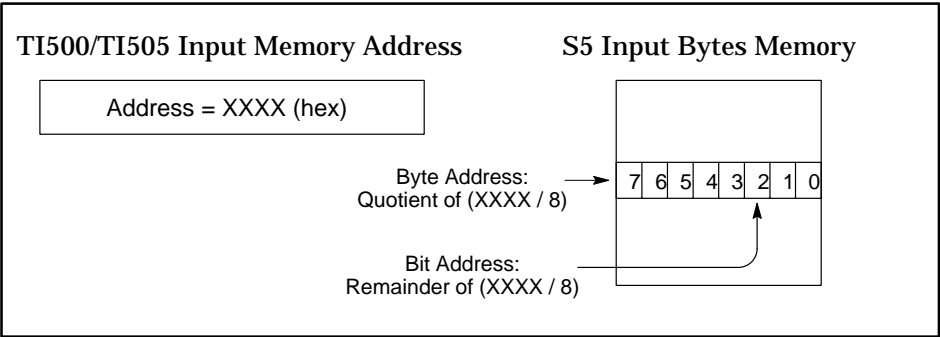 TI500/TI505 Input Memory Address
S5 Input Bytes Memory
Address = XXXX (hex)
Byte Address:
Quotient of (XXXX / 8)
7 6 5 4 3 2 1 0
Bit Address:
Remainder of (XXXX / 8)